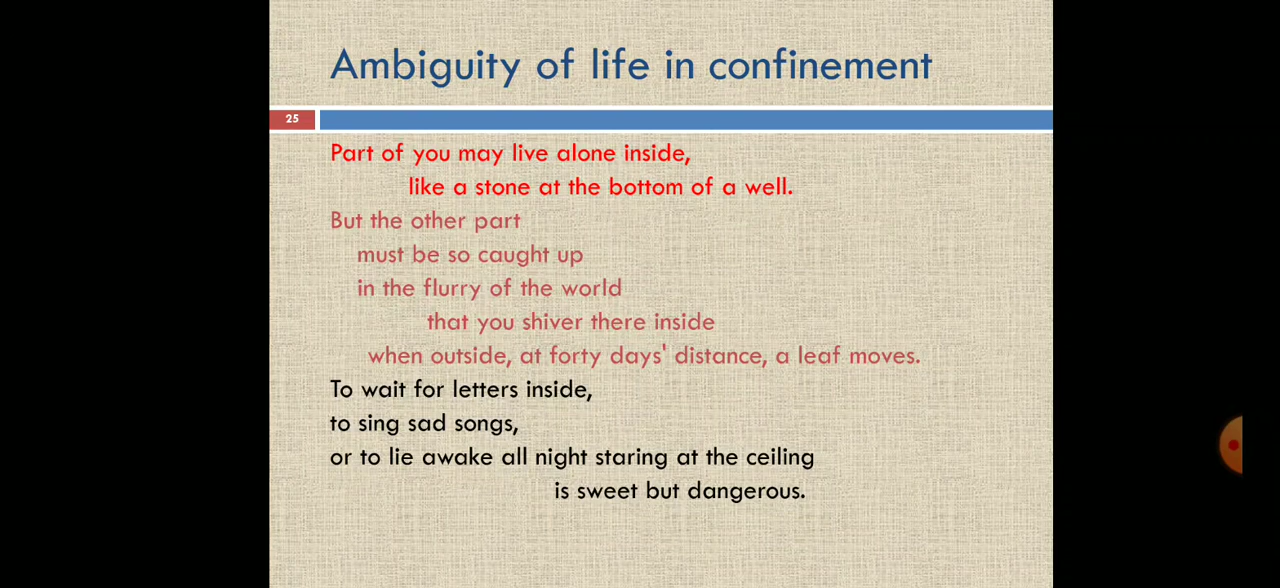 Ambiguity of life in confinement
25
Part of you may live alone inside,
like a stone at the bottom of a well.
But the other part
must be so caught up
in the flurry of the world
that you shiver there inside
when outside, at forty days' distance, a leaf moves.
To wait for letters inside,
to sing sad songs,
or to lie awake all night staring at the ceiling
is sweet but dangerous.